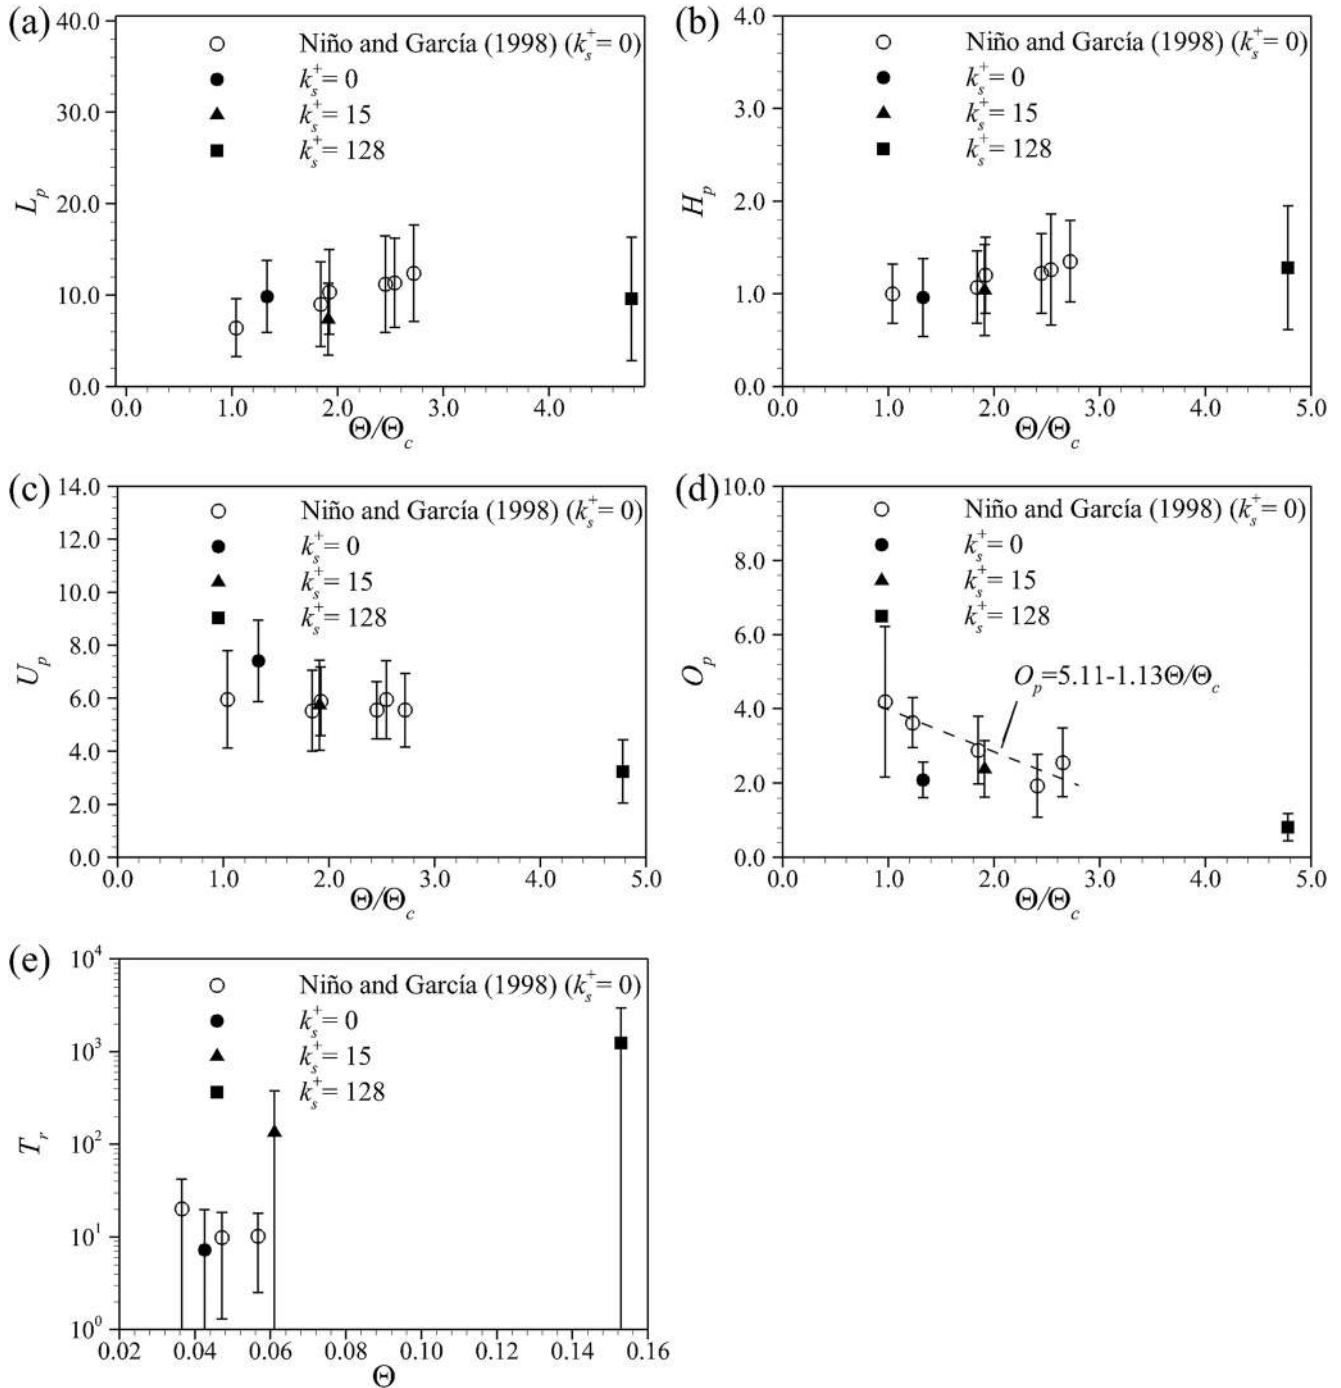 (a)
40.0
30.0
20.0
10.0
0.0
L_p
Niño and García (1998) (k_s^+= 0)
k_s^+= 0
k_s^+= 15
k_s^+= 128
0.0 1.0 2.0 3.0 4.0
Θ/Θ_c
(b)
4.0
3.0
2.0
1.0
0.0
H_p
Niño and García (1998) (k_s^+= 0)
k_s^+= 0
k_s^+= 15
k_s^+= 128
0.0 1.0 2.0 3.0 4.0 5.0
Θ/Θ_c
(c)
14.0
12.0
10.0
8.0
6.0
4.0
2.0
0.0
U_p
Niño and García (1998) (k_s^+= 0)
k_s^+= 0
k_s^+= 15
k_s^+= 128
0.0 1.0 2.0 3.0 4.0 5.0
Θ/Θ_c
(d)
10.0
8.0
6.0
4.0
2.0
0.0
O_p
Niño and García (1998) (k_s^+= 0)
k_s^+= 0
k_s^+= 15
k_s^+= 128
O_p=5.11-1.13Θ/Θ_c
0.0 1.0 2.0 3.0 4.0 5.0
Θ/Θ_c
(e)
10^4
10^3
10^2
10^1
10^0
T_r
Niño and García (1998) (k_s^+= 0)
k_s^+= 0
k_s^+= 15
k_s^+= 128
0.02 0.04 0.06 0.08 0.10 0.12 0.14 0.16
Θ